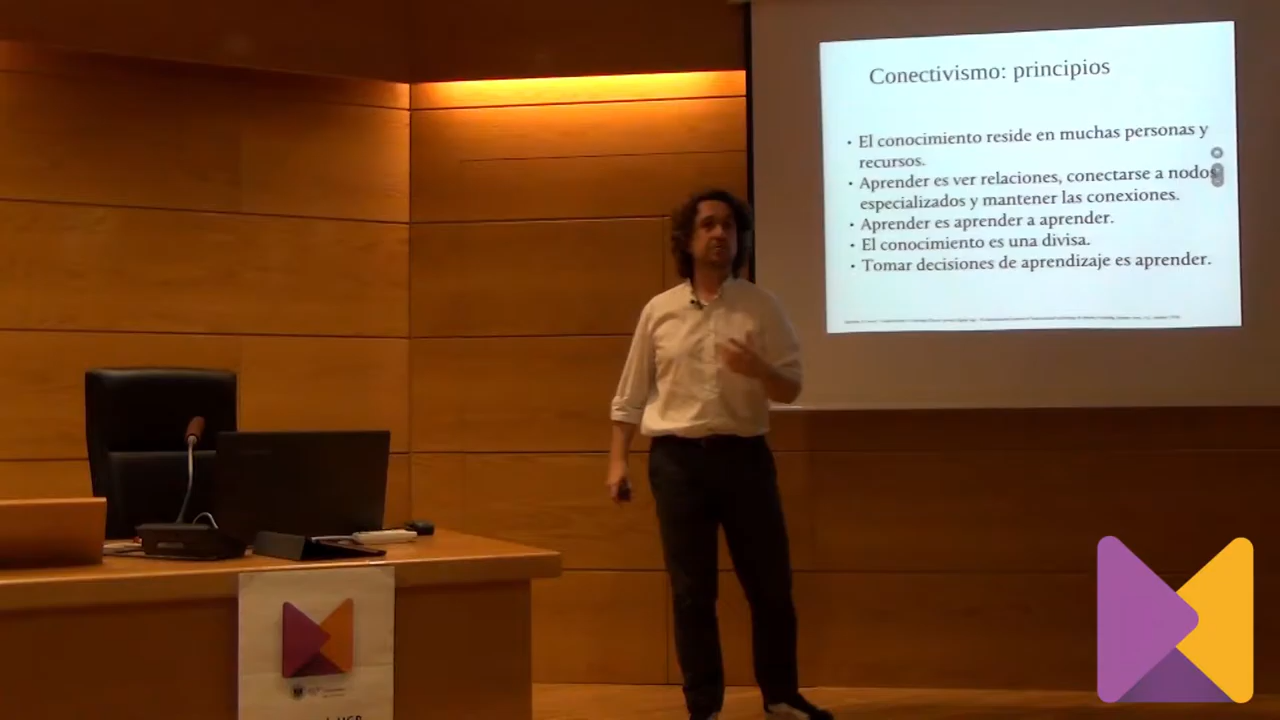 Conectivismo: principios
• El conocimiento reside en muchas personas y
recursos.
• Aprender es ver relaciones, conectarse a nodos
especializados y mantener las conexiones.
• Aprender es aprender a aprender.
• El conocimiento es una divisa.
• Tomar decisiones de aprendizaje es aprender.